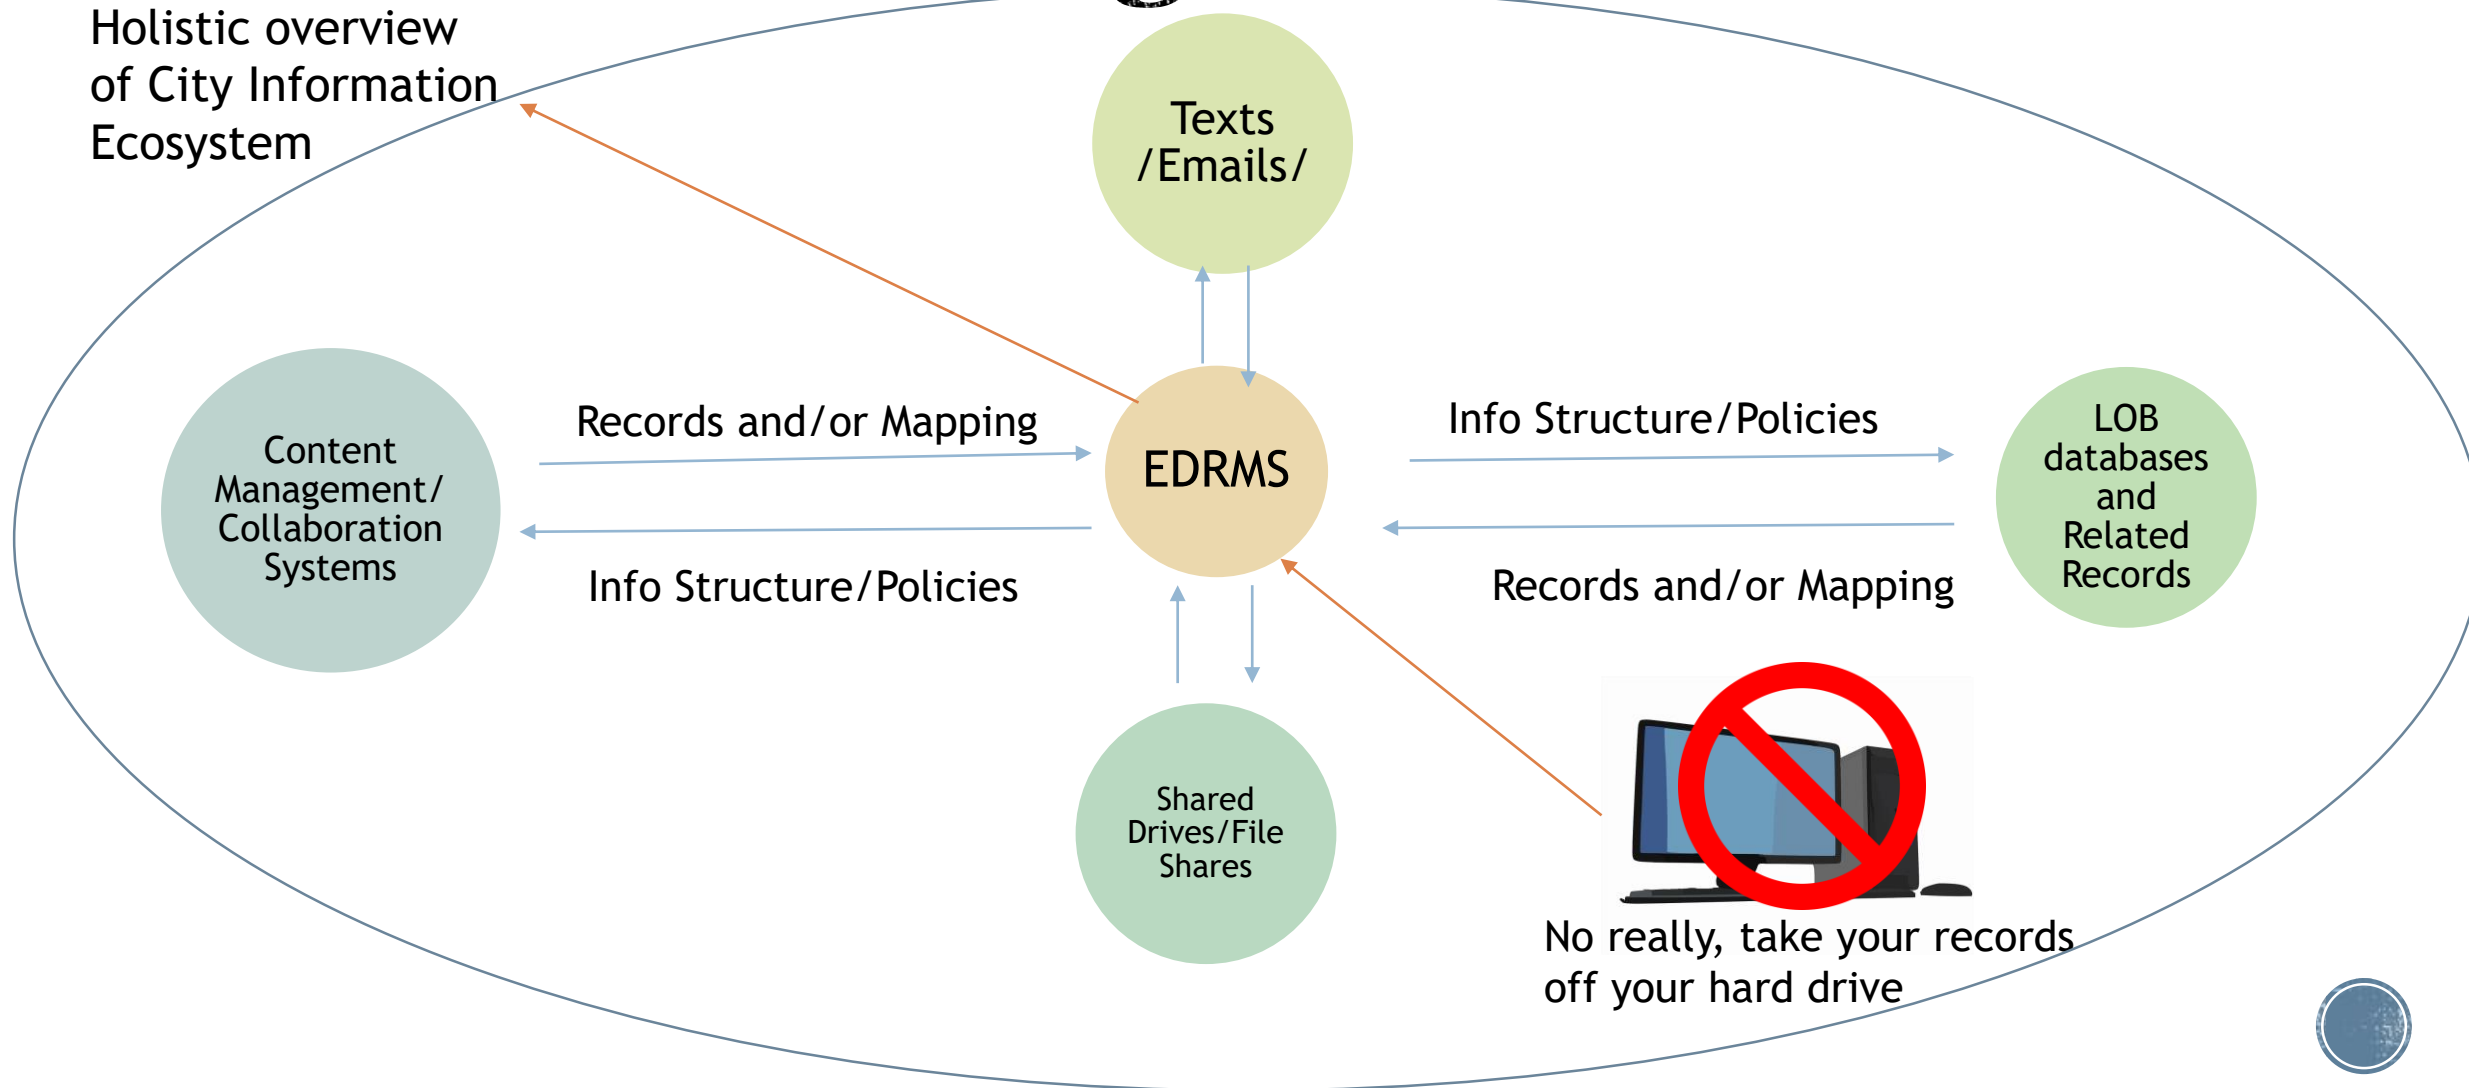 Holistic overview
of City Information
Ecosystem
Texts
/Emails/
Content
Management/
Collaboration
Systems
Records and/or Mapping
Info Structure/Policies
EDRMS
Info Structure/Policies
Records and/or Mapping
LOB
databases
and
Related
Records
Shared
Drives/File
Shares
No really, take your records
off your hard drive